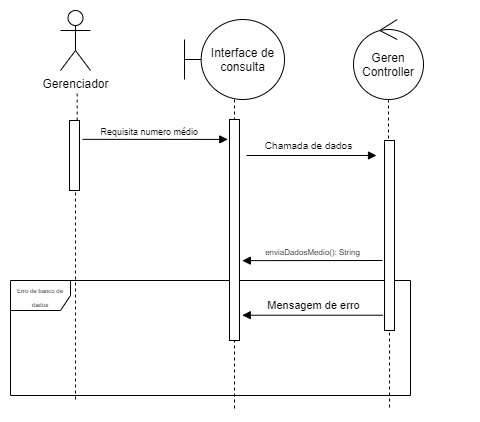 Interface de
consulta
Geren
Controller
Gerenciador
Requisita numero médio
Chamada de dados
enviaDadosMedio(): String
Erro de banco de
dados
Mensagem de erro